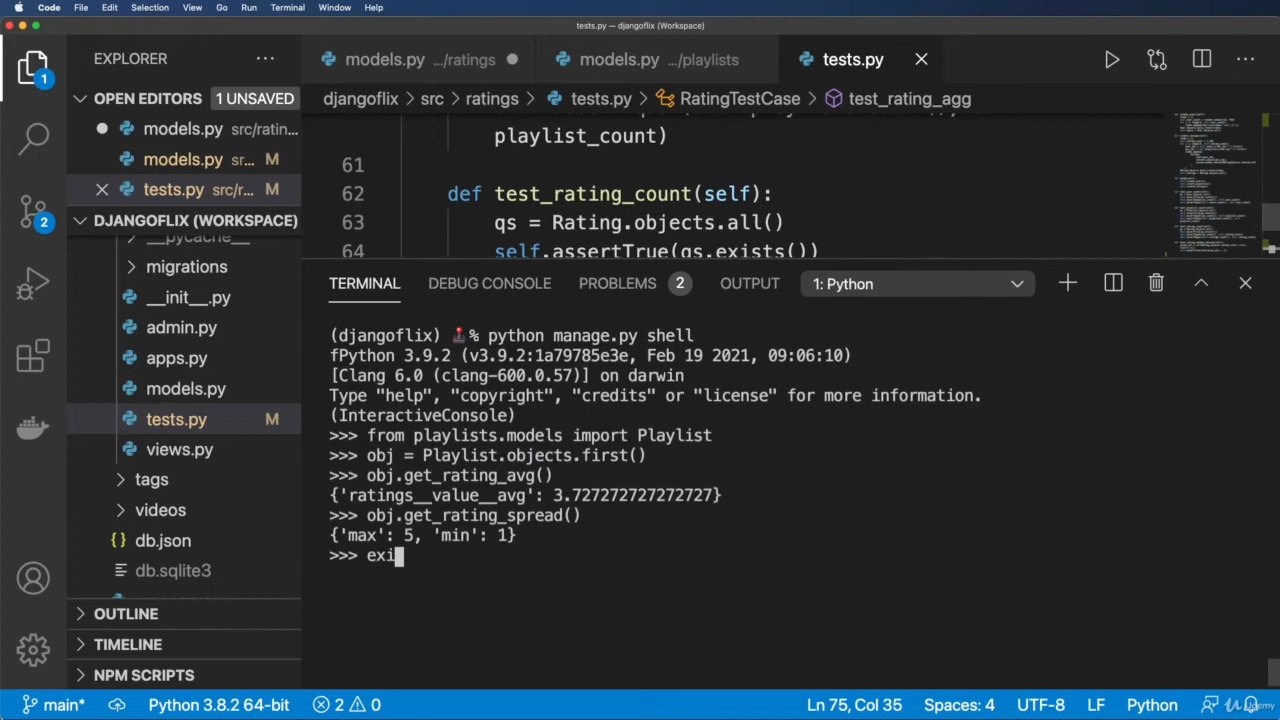 Code File Edit Selection View Go Run Terminal Window Help
tests.py — djangoflix (Workspace)
EXPLORER
models.py .../ratings
models.py .../playlists
tests.py
OPEN EDITORS 1 UNSAVED
models.py src/ratin...
models.py sr... M
tests.py src/r... M
djangoflix > src > ratings > tests.py > RatingTestCase > test_rating_agg
playlist_count)
61
62 def test_rating_count(self):
63 qs = Rating.objects.all()
64 self.assertTrue(qs.exists())
DJANGOFLIX (WORKSPACE)
__pycache__
migrations
__init__.py
admin.py
apps.py
models.py
tests.py M
views.py
tags
videos
{} db.json
db.sqlite3
OUTLINE
TIMELINE
NPM SCRIPTS
1
2
TERMINAL DEBUG CONSOLE PROBLEMS 2 OUTPUT 1: Python
(djangoflix) 🕹️% python manage.py shell
fPython 3.9.2 (v3.9.2:1a79785e3e, Feb 19 2021, 09:06:10)
[Clang 6.0 (clang-600.0.57)] on darwin
Type "help", "copyright", "credits" or "license" for more information.
(InteractiveConsole)
>>> from playlists.models import Playlist
>>> obj = Playlist.objects.first()
>>> obj.get_rating_avg()
{'ratings__value__avg': 3.727272727272727}
>>> obj.get_rating_spread()
{'max': 5, 'min': 1}
>>> exi
main* Python 3.8.2 64-bit 2 0 Ln 75, Col 35 Spaces: 4 UTF-8 LF Python
Udemy